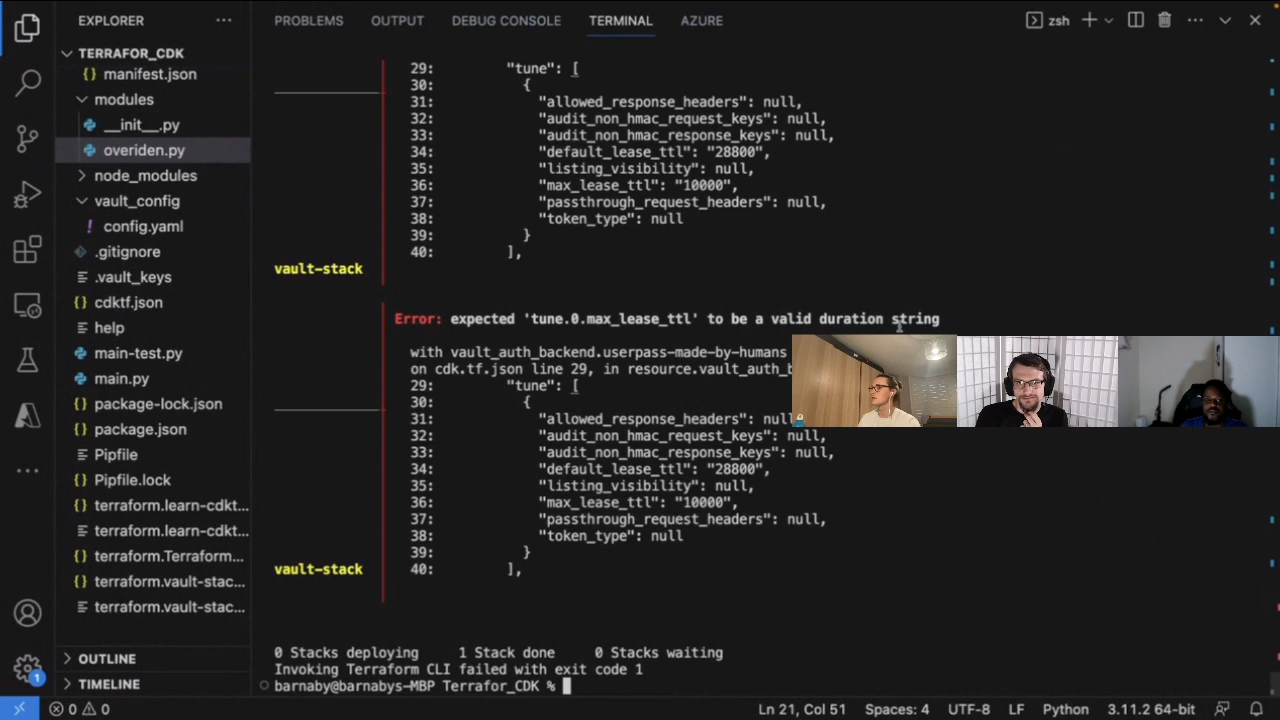 EXPLORER
TERRAFOR_CDK
manifest.json
modules
__init__.py
overiden.py
node_modules
vault_config
config.yaml
.gitignore
.vault_keys
cdktf.json
help
main-test.py
main.py
package-lock.json
package.json
Pipfile
Pipfile.lock
terraform.learn-cdkt...
terraform.learn-cdkt...
terraform.Terraform...
terraform.vault-stac...
terraform.vault-stac...
OUTLINE
TIMELINE
1
PROBLEMS OUTPUT DEBUG CONSOLE TERMINAL AZURE
zsh
29: "tune": [
30: {
31: "allowed_response_headers": null,
32: "audit_non_hmac_request_keys": null,
33: "audit_non_hmac_response_keys": null,
34: "default_lease_ttl": "28800",
35: "listing_visibility": null,
36: "max_lease_ttl": "10000",
37: "passthrough_request_headers": null,
38: "token_type": null
39: }
40: ],
vault-stack
Error: expected 'tune.0.max_lease_ttl' to be a valid duration string
with vault_auth_backend.userpass-made-by-humans
on cdk.tf.json line 29, in resource.vault_auth_b
29: "tune": [
30: {
31: "allowed_response_headers": null
32: "audit_non_hmac_request_keys": null,
33: "audit_non_hmac_response_keys": null,
34: "default_lease_ttl": "28800",
35: "listing_visibility": null,
36: "max_lease_ttl": "10000",
37: "passthrough_request_headers": null,
38: "token_type": null
39: }
40: ],
vault-stack
0 Stacks deploying 1 Stack done 0 Stacks waiting
Invoking Terraform CLI failed with exit code 1
barnaby@barnabys-MBP Terrafor_CDK %
0 0 Ln 21, Col 51 Spaces: 4 UTF-8 LF Python 3.11.2 64-bit